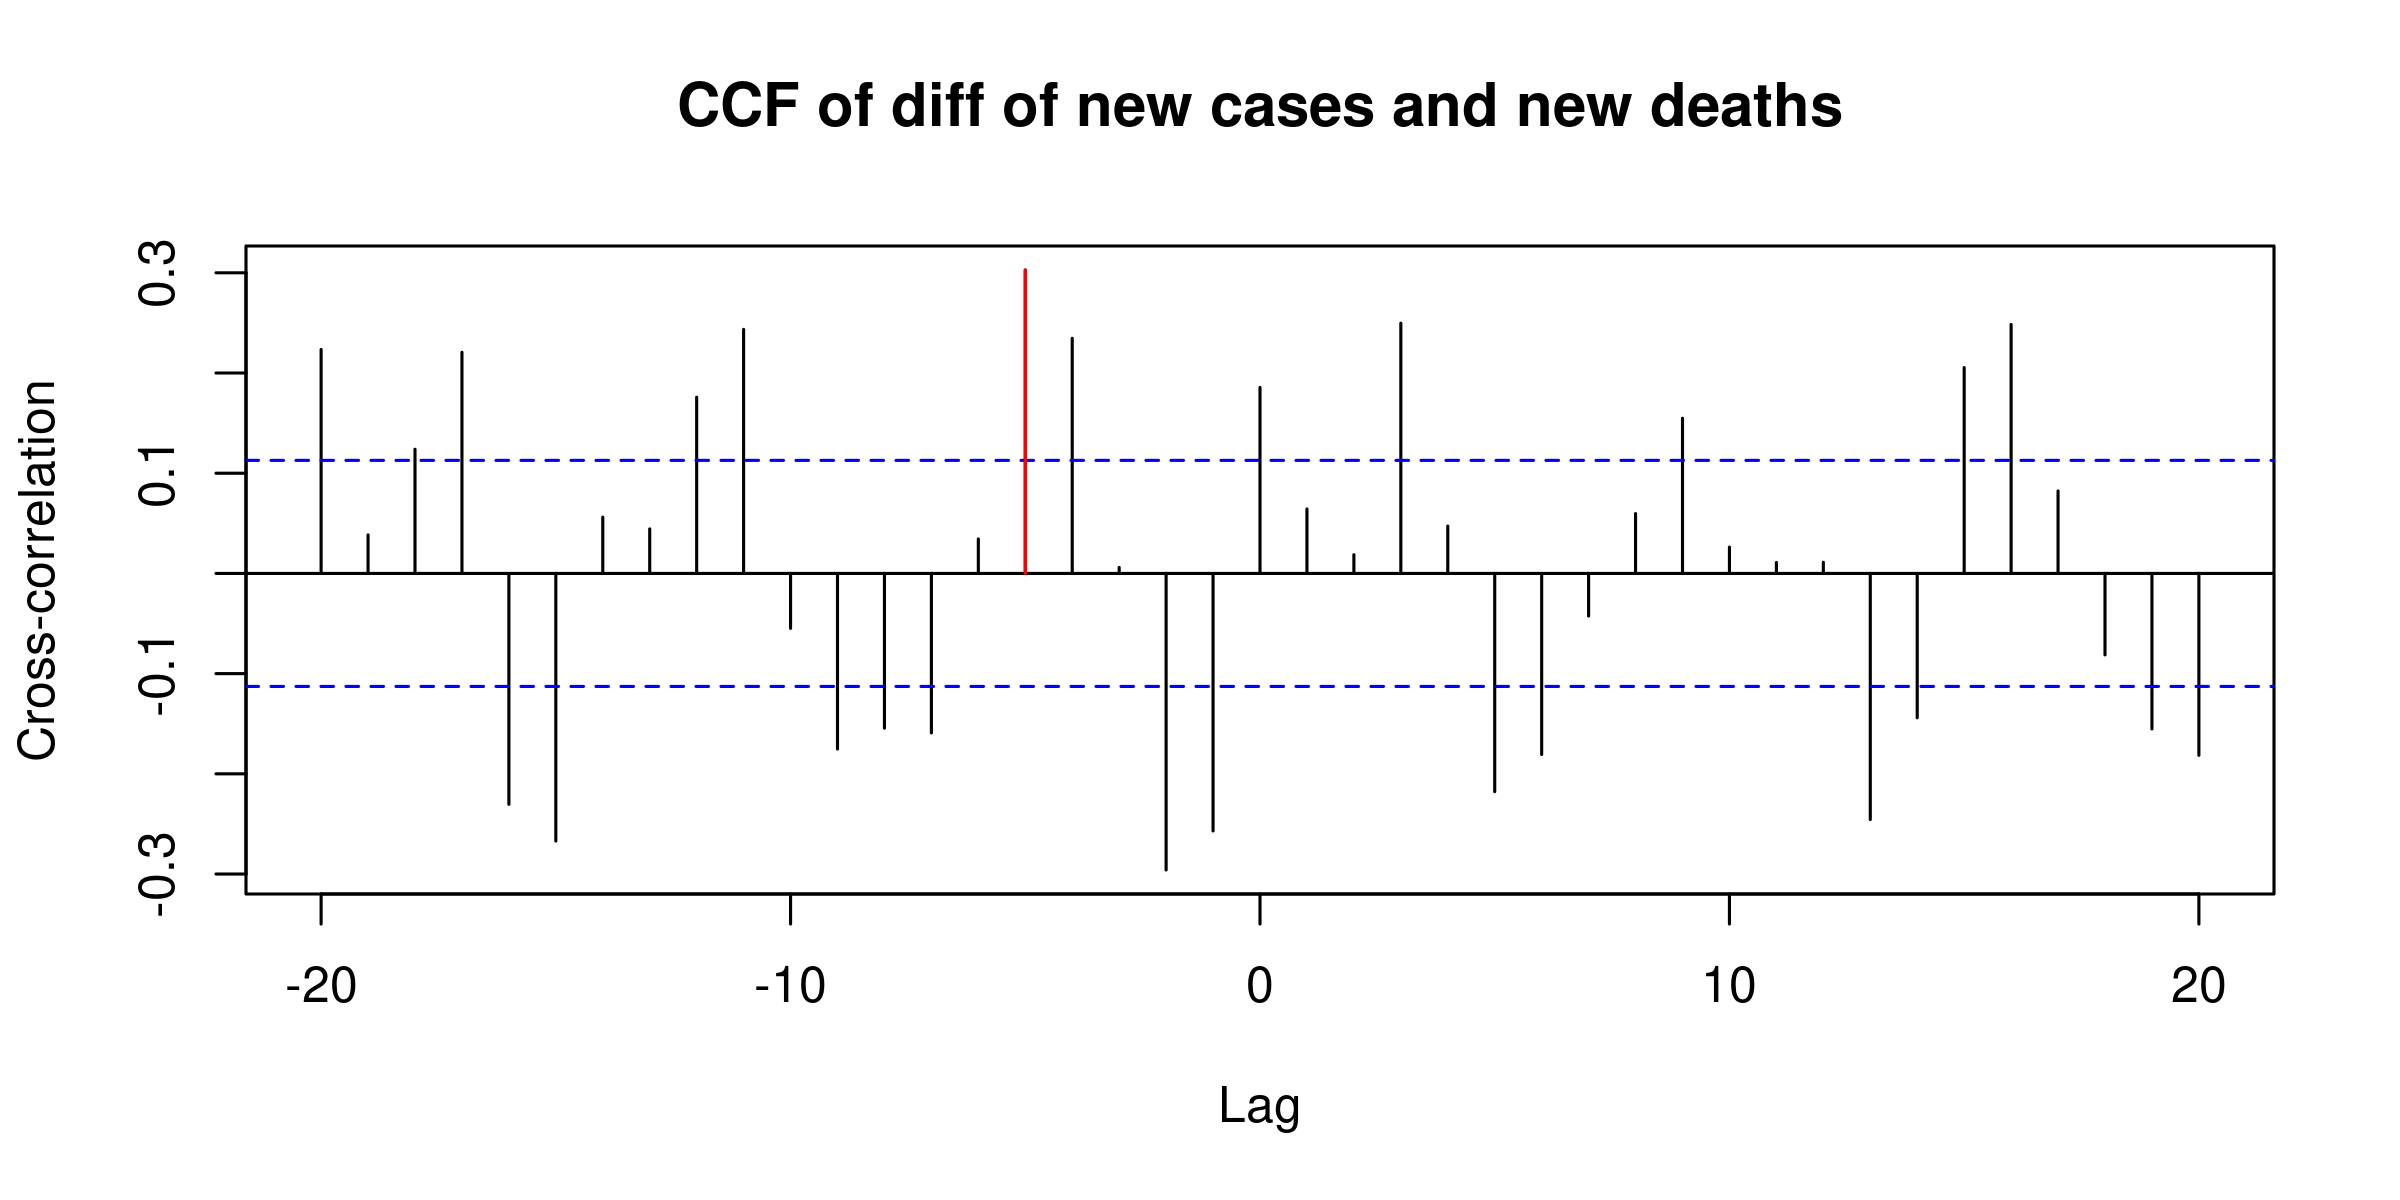 CCF of diff of new cases and new deaths
Cross-correlation
0.3
0.1
-0.1
-0.3
-20 -10 0 10 20
Lag